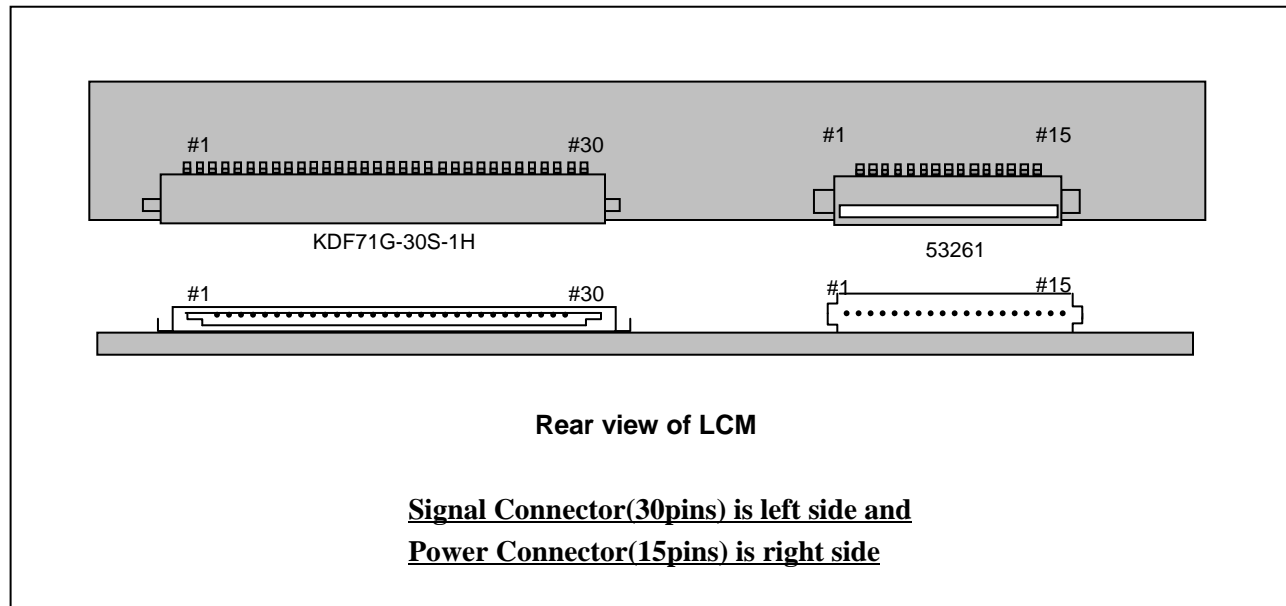 #1 #30 #1 #15
KDF71G-30S-1H 53261
#1 #30 #1 #15
Rear view of LCM
Signal Connector(30pins) is left side and
Power Connector(15pins) is right side